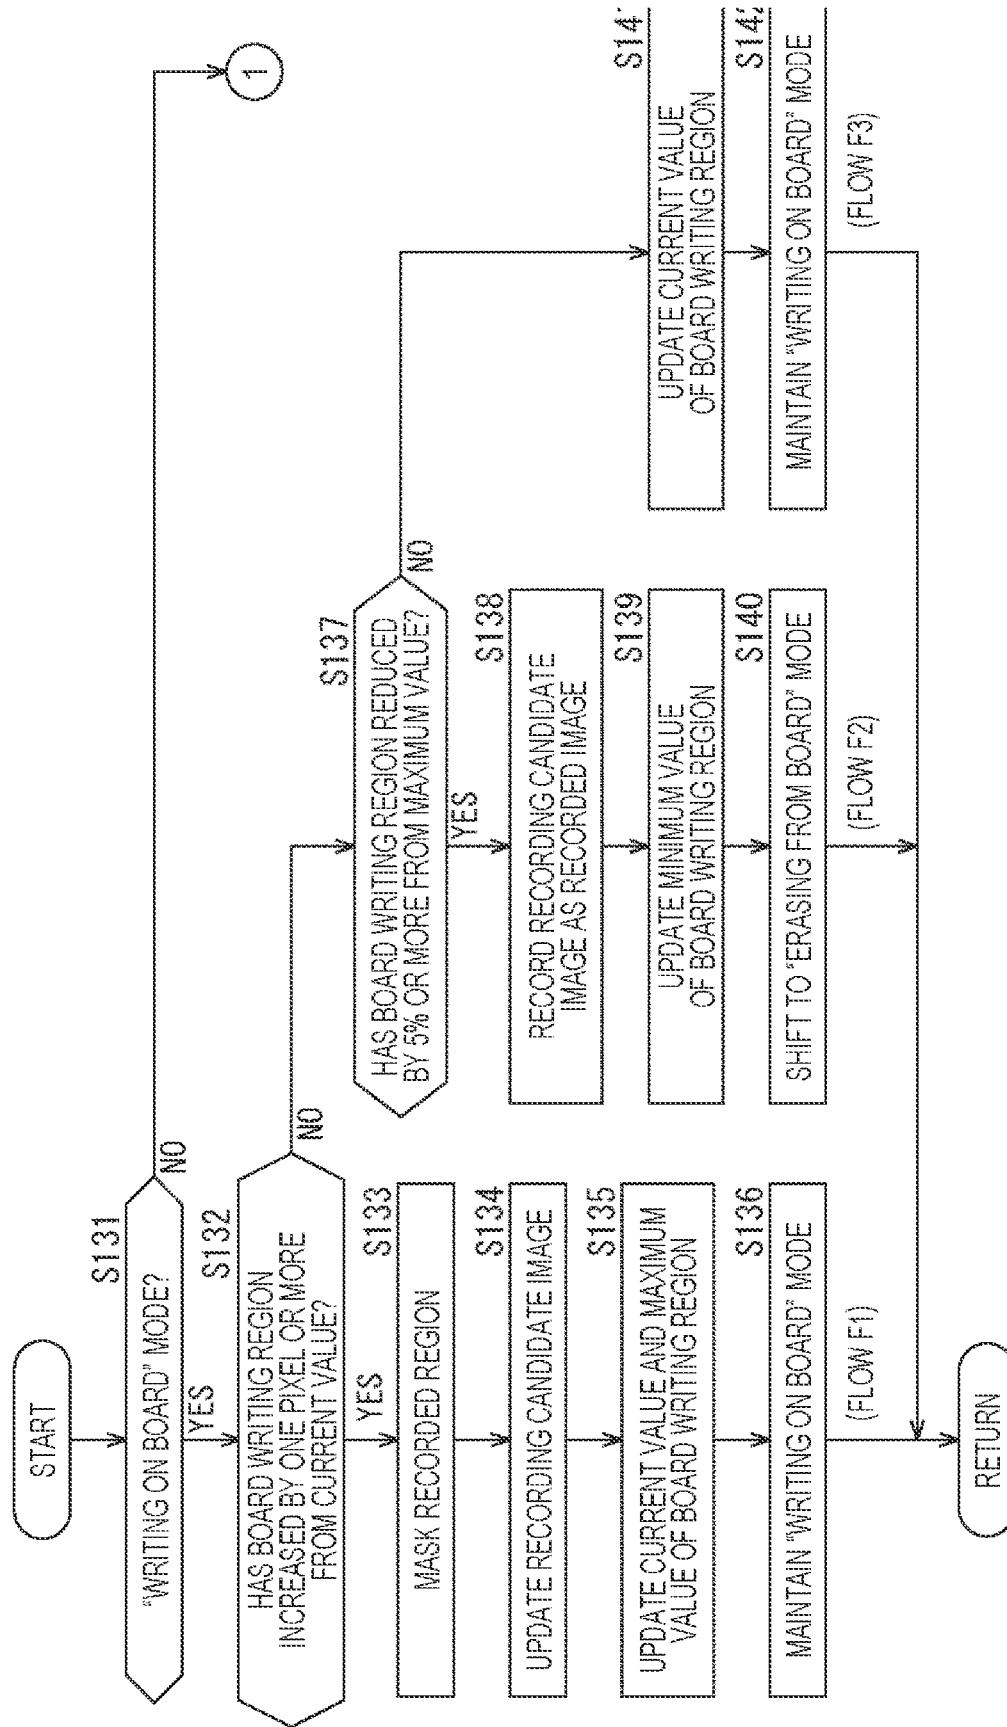 START
S131
"WRITING ON BOARD" MODE?
NO
1
YES
S132
HAS BOARD WRITING REGION
INCREASED BY ONE PIXEL OR MORE
FROM CURRENT VALUE?
NO
YES
S133
MASK RECORDED REGION
S134
UPDATE RECORDING CANDIDATE IMAGE
S135
UPDATE CURRENT VALUE AND MAXIMUM
VALUE OF BOARD WRITING REGION
S136
MAINTAIN "WRITING ON BOARD" MODE
(FLOW F1)
S137
HAS BOARD WRITING REGION REDUCED
BY 5% OR MORE FROM MAXIMUM VALUE?
NO
YES
S138
RECORD RECORDING CANDIDATE
IMAGE AS RECORDED IMAGE
S139
UPDATE MINIMUM VALUE
OF BOARD WRITING REGION
S140
SHIFT TO "ERASING FROM BOARD" MODE
(FLOW F2)
UPDATE CURRENT VALUE
OF BOARD WRITING REGION
MAINTAIN "WRITING ON BOARD" MODE
(FLOW F3)
RETURN